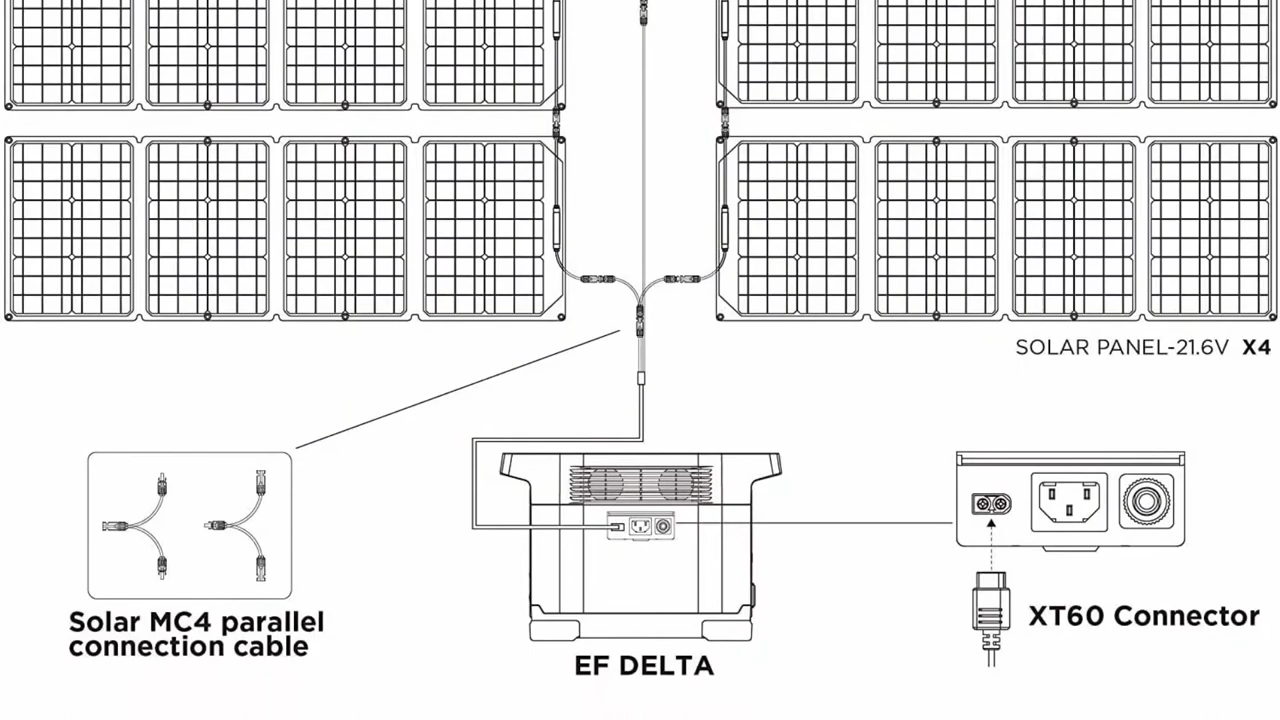 SOLAR PANEL-21.6V X4
Solar MC4 parallel
connection cable
XT60 Connector
EF DELTA